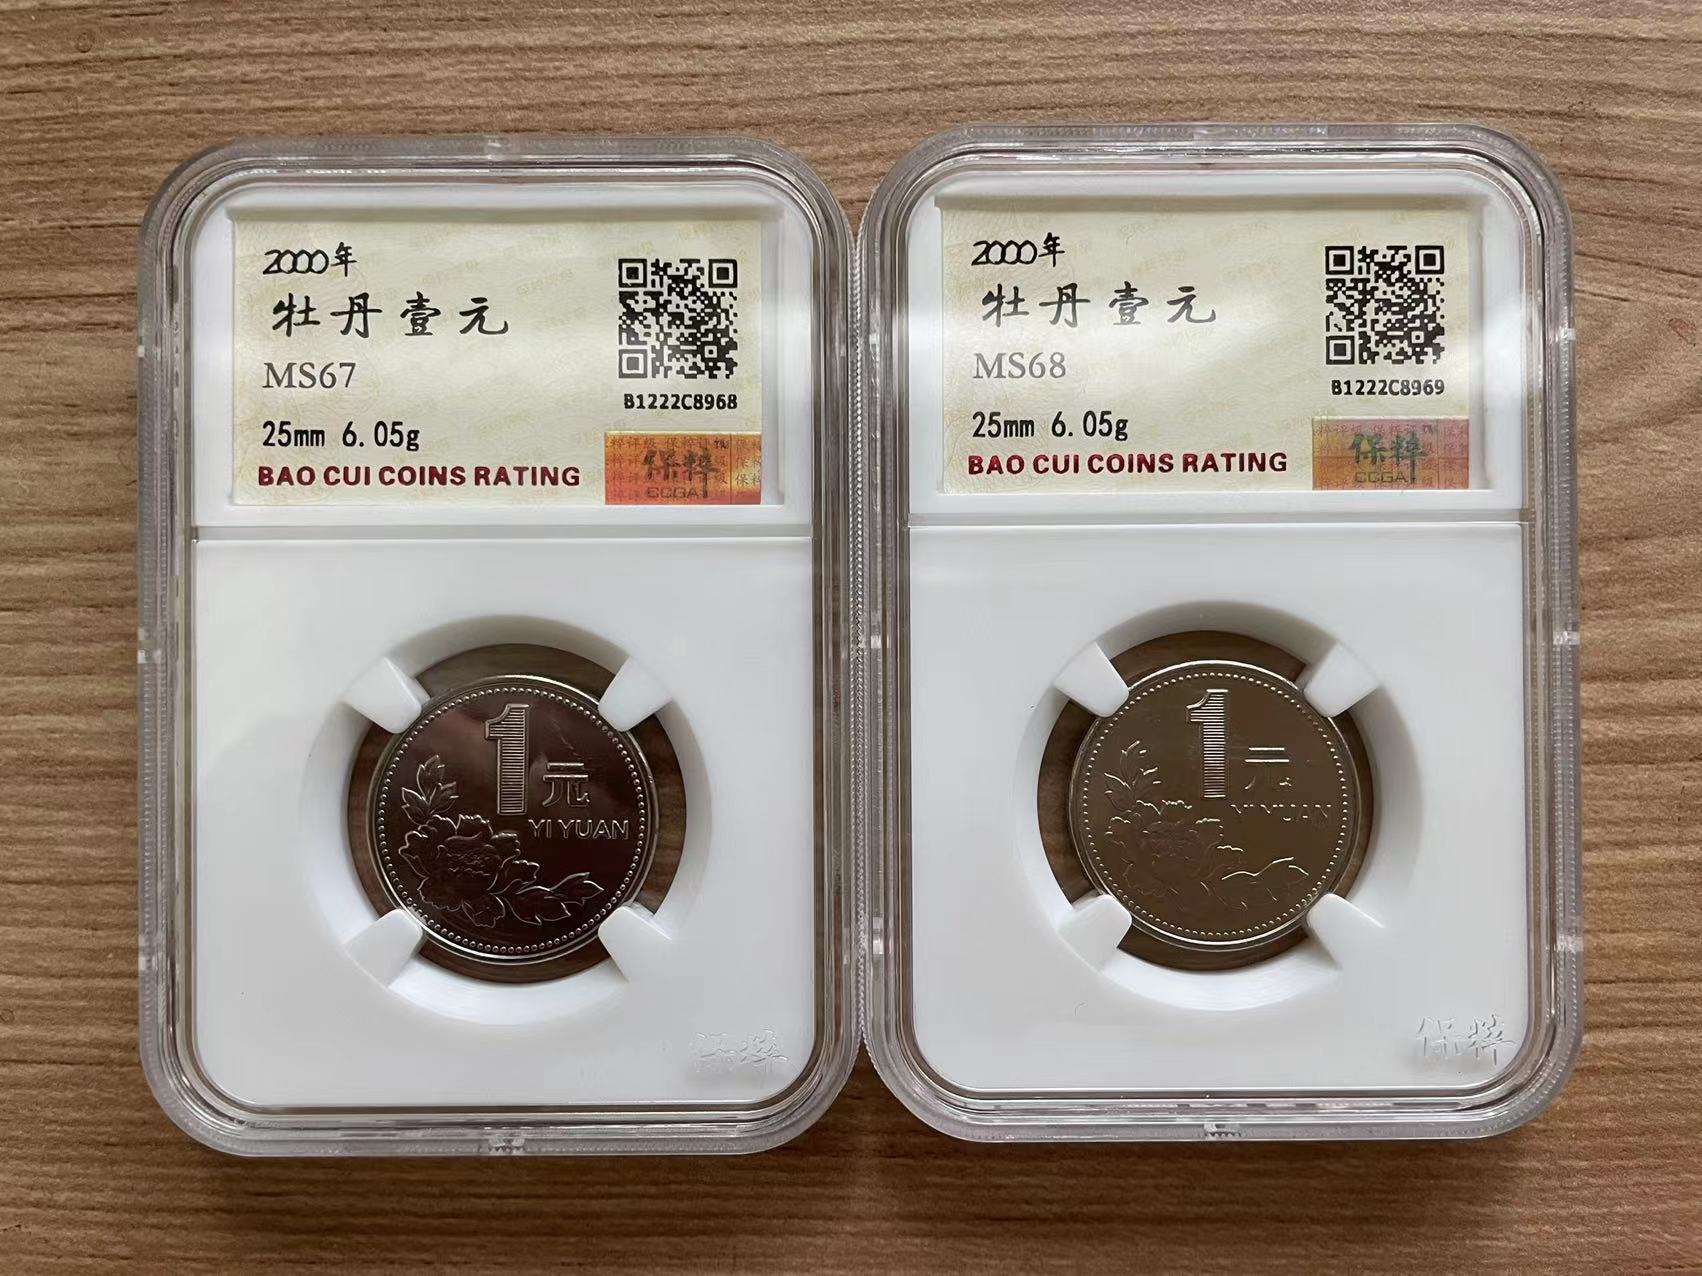 2000年
牡丹壹元
MS67
25mm 6.05g
BAO CUI COINS RATING
B1222C8968
保粹
CCGA
1
元
YI YUAN
保粹
2000年
牡丹壹元
MS68
25mm 6.05g
BAO CUI COINS RATING
B1222C8969
保粹
CCGA
1
元
YI YUAN
保粹